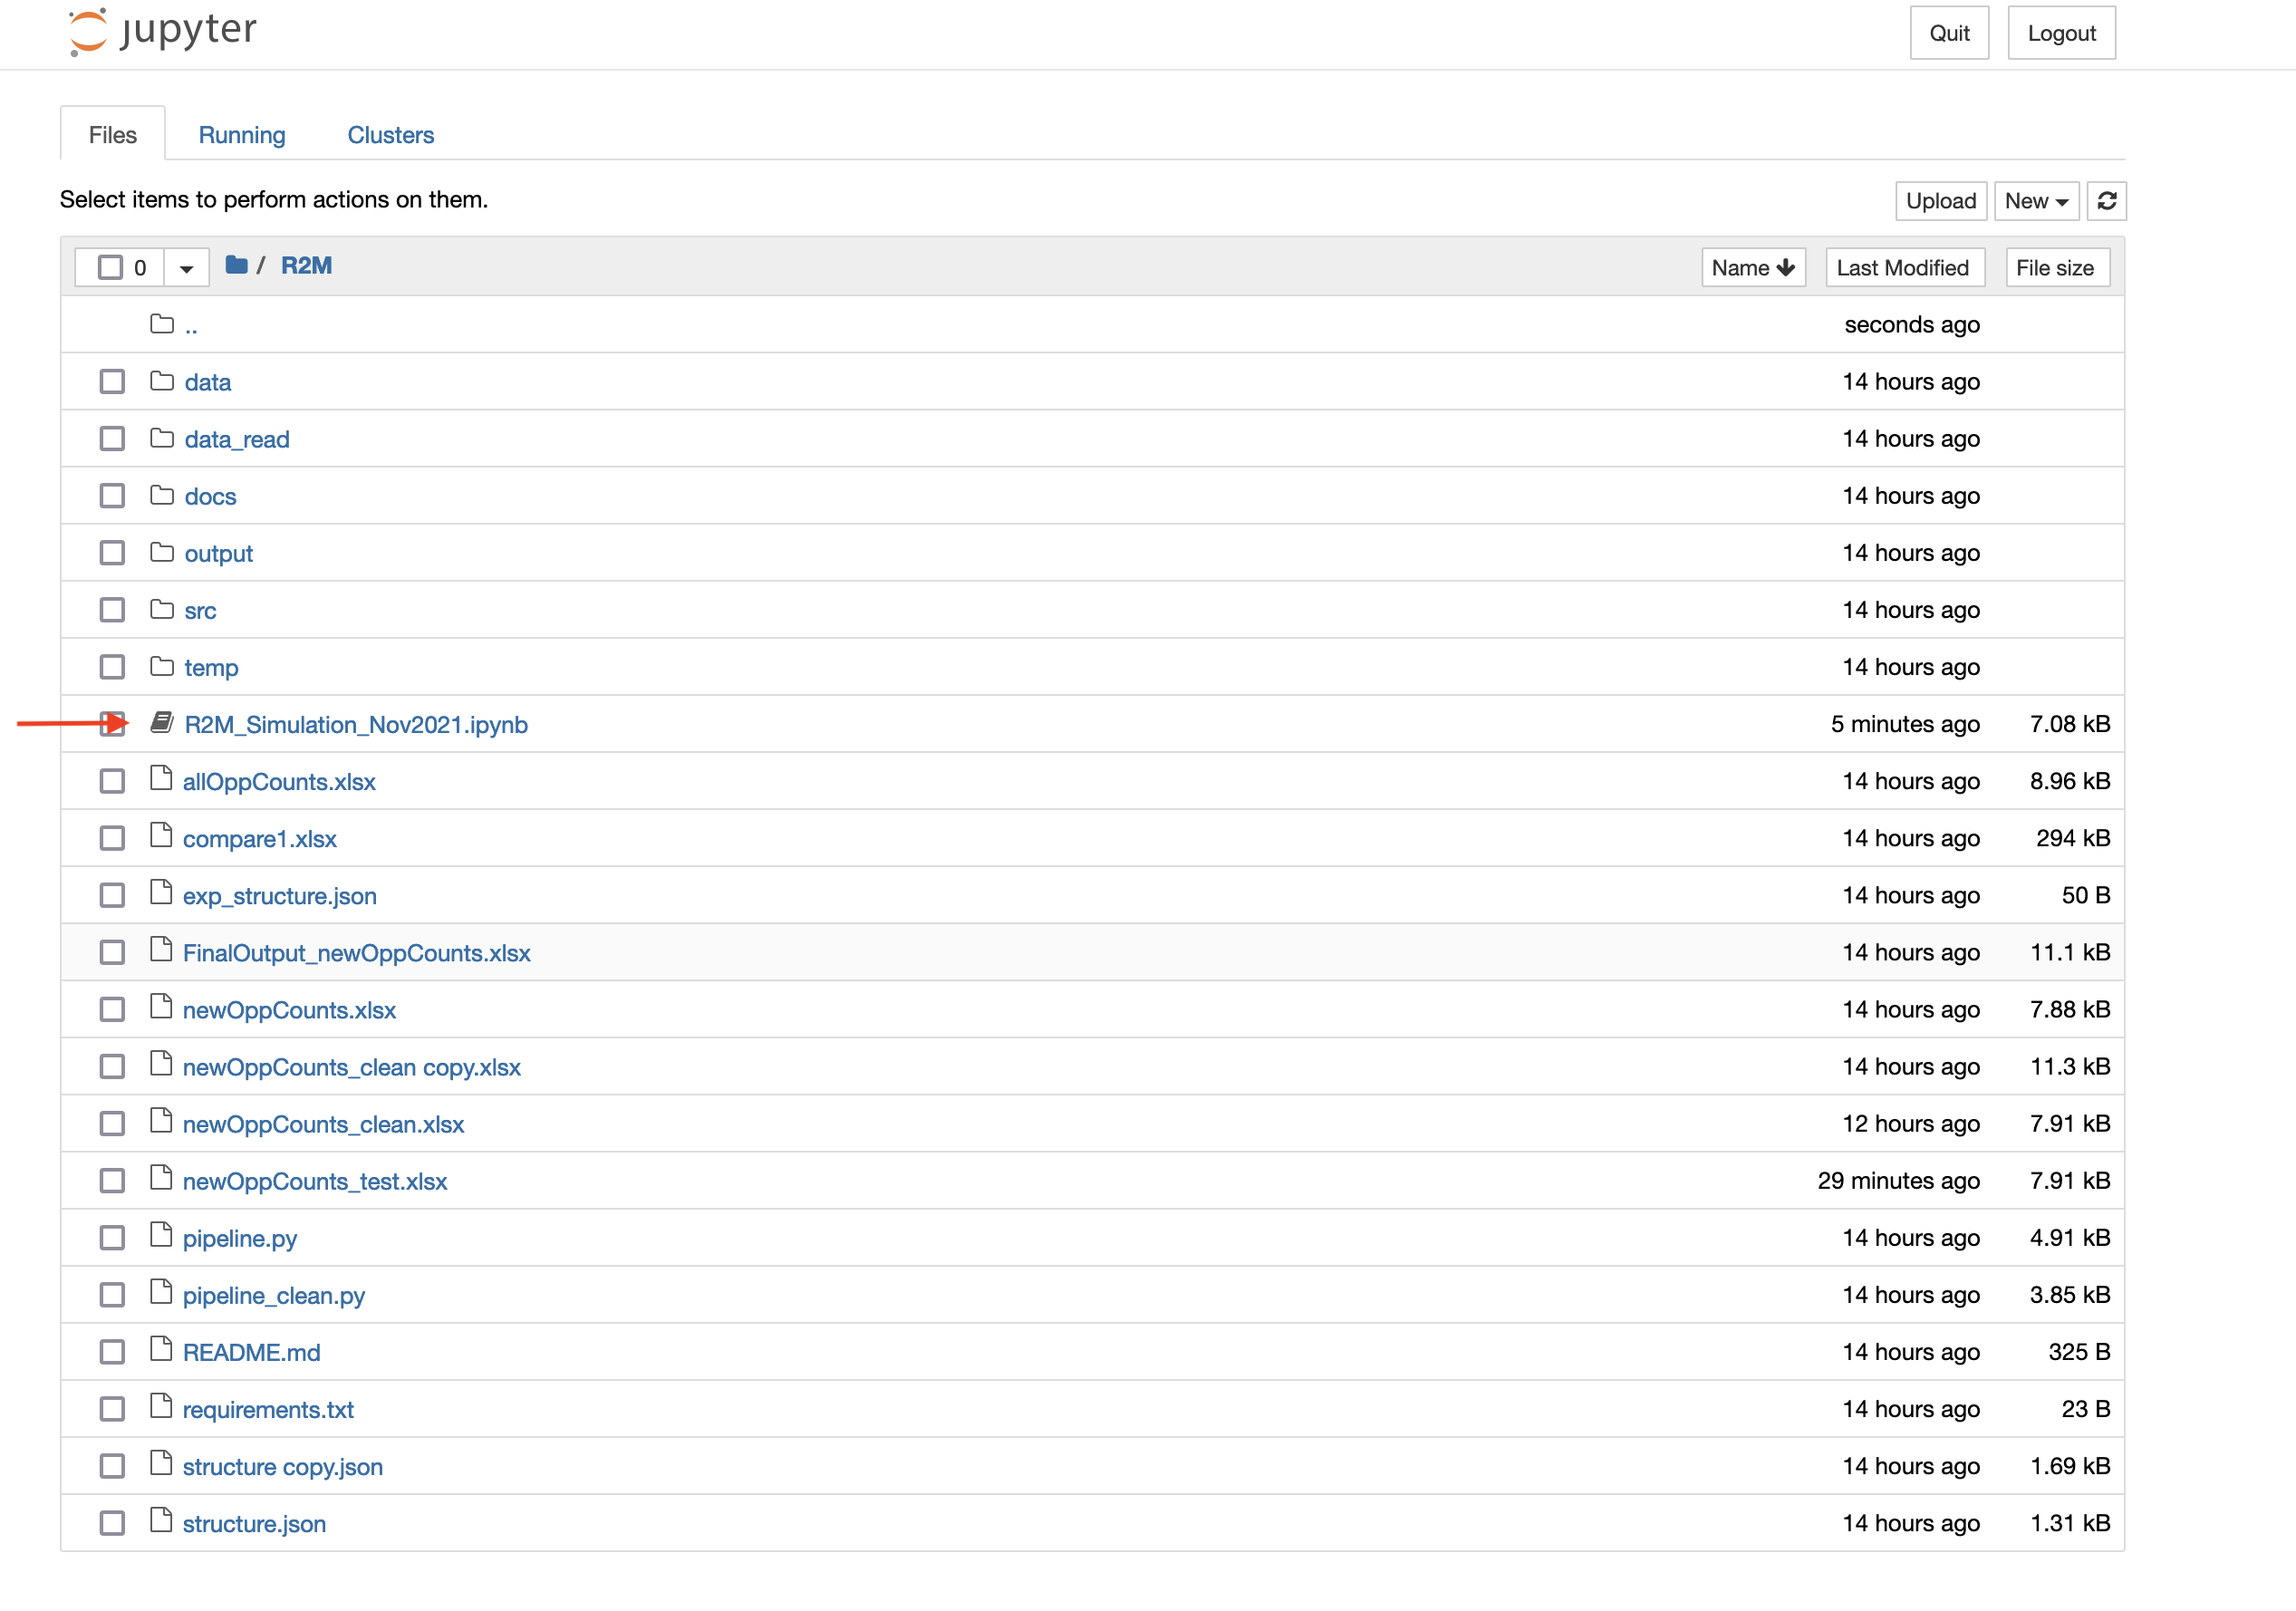 jupyter Quit Logout
Files Running Clusters
Select items to perform actions on them. Upload New
0 / R2M Name Last Modified File size
.. seconds ago
data 14 hours ago
data_read 14 hours ago
docs 14 hours ago
output 14 hours ago
src 14 hours ago
temp 14 hours ago
R2M_Simulation_Nov2021.ipynb 5 minutes ago 7.08 kB
allOppCounts.xlsx 14 hours ago 8.96 kB
compare1.xlsx 14 hours ago 294 kB
exp_structure.json 14 hours ago 50 B
FinalOutput_newOppCounts.xlsx 14 hours ago 11.1 kB
newOppCounts.xlsx 14 hours ago 7.88 kB
newOppCounts_clean copy.xlsx 14 hours ago 11.3 kB
newOppCounts_clean.xlsx 12 hours ago 7.91 kB
newOppCounts_test.xlsx 29 minutes ago 7.91 kB
pipeline.py 14 hours ago 4.91 kB
pipeline_clean.py 14 hours ago 3.85 kB
README.md 14 hours ago 325 B
requirements.txt 14 hours ago 23 B
structure copy.json 14 hours ago 1.69 kB
structure.json 14 hours ago 1.31 kB